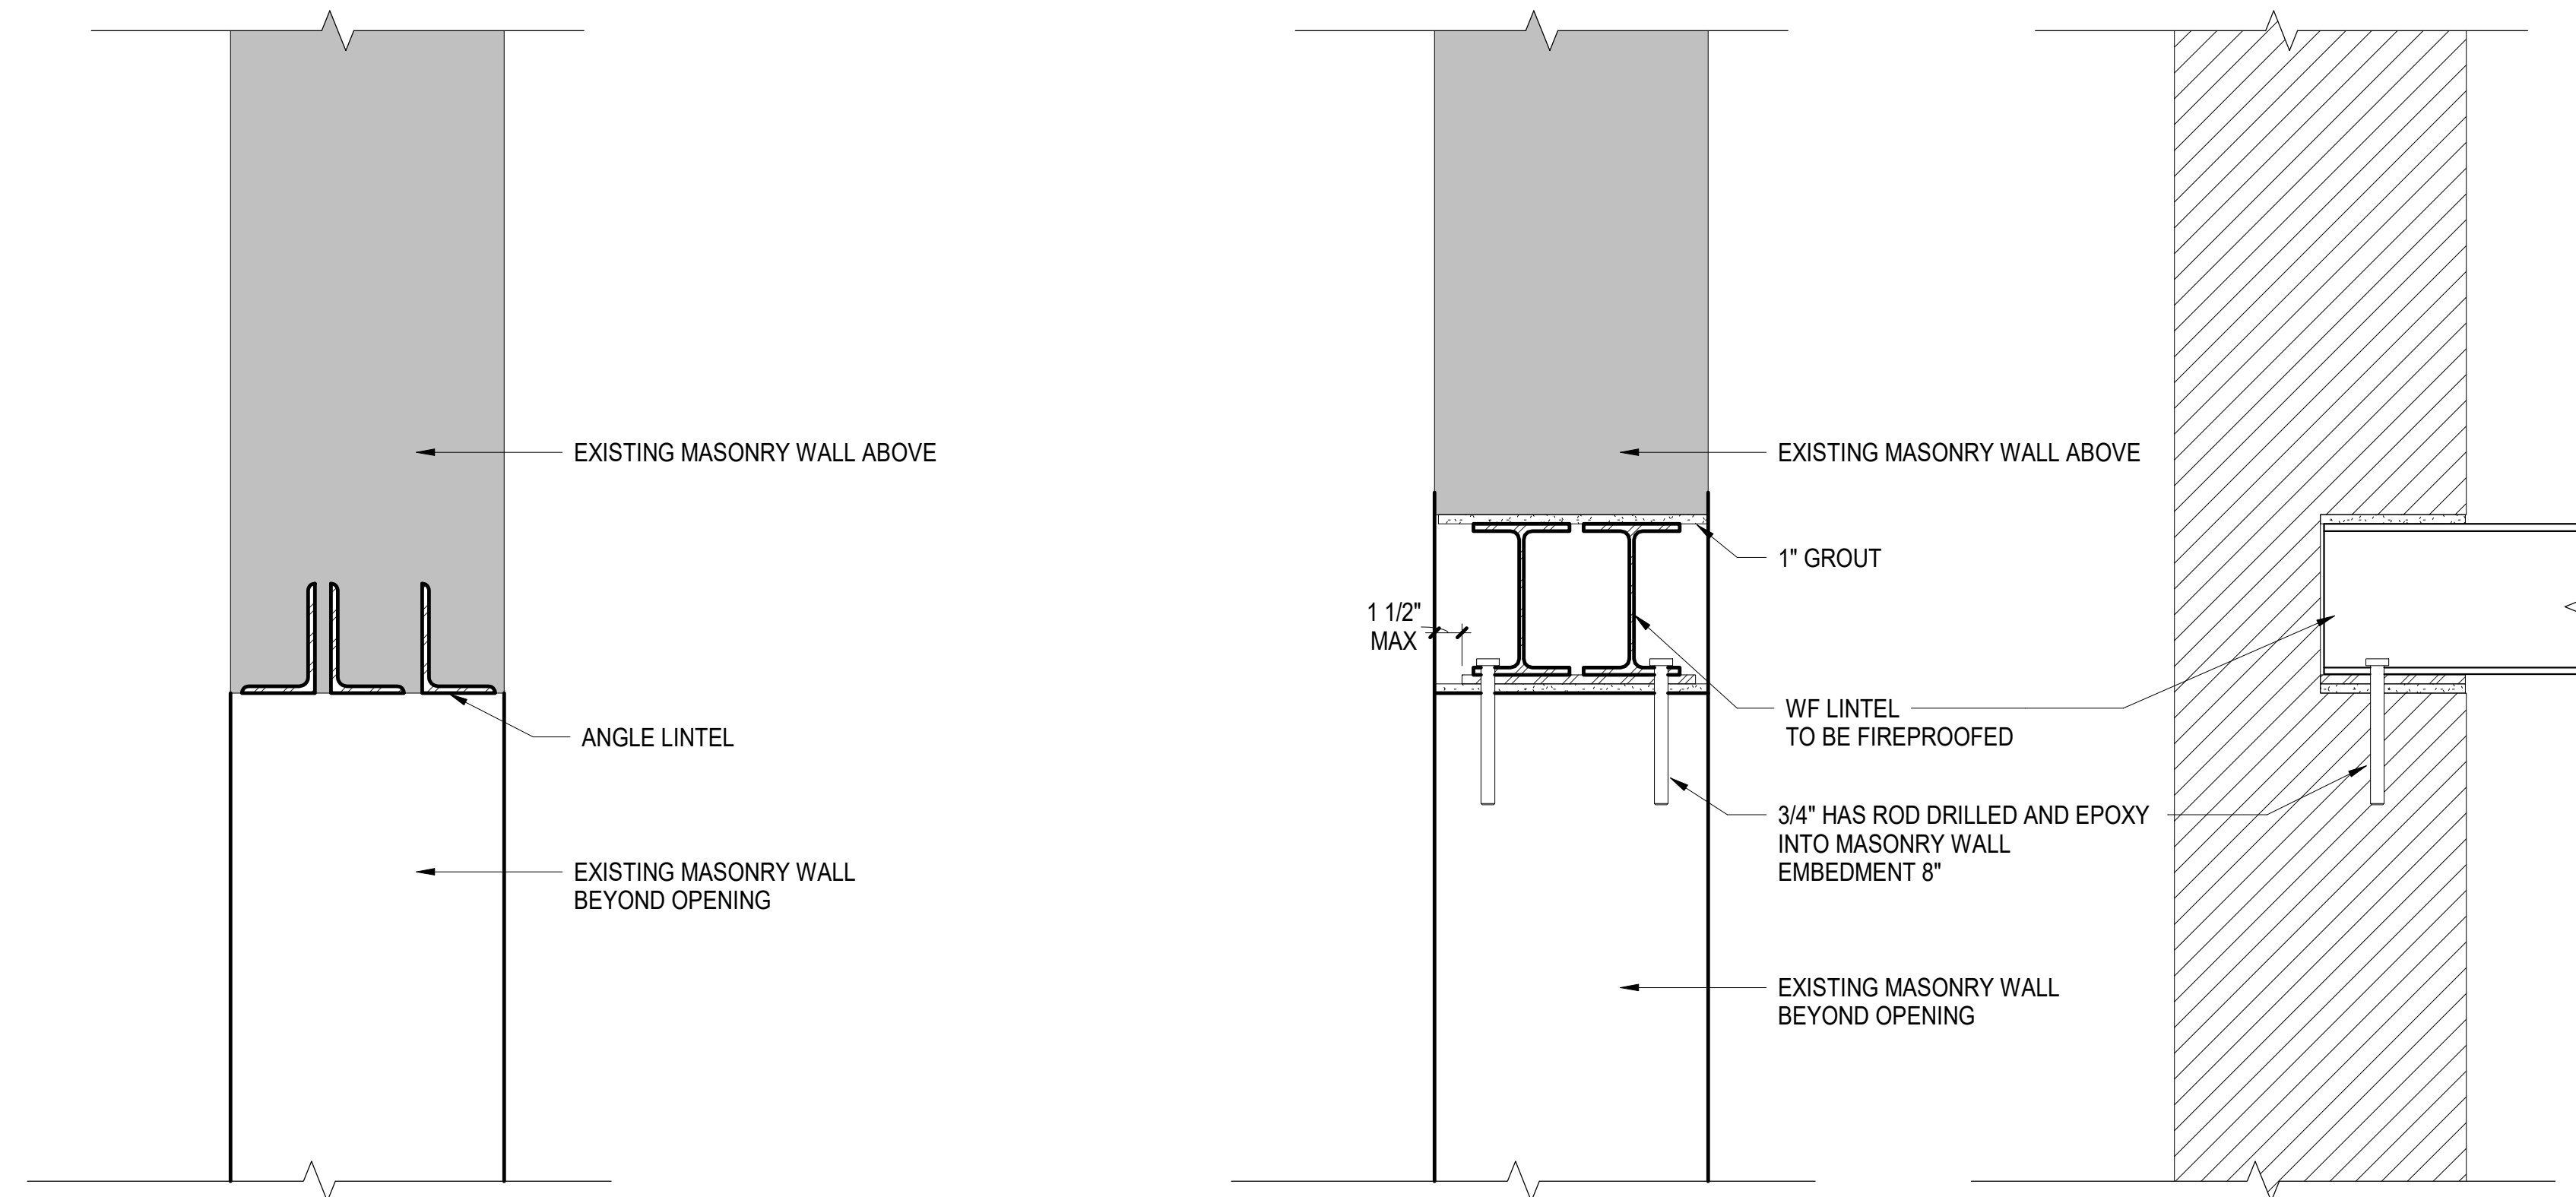 EXISTING MASONRY WALL ABOVE
ANGLE LINTEL
EXISTING MASONRY WALL
BEYOND OPENING
EXISTING MASONRY WALL ABOVE
1" GROUT
1 1/2"
MAX
WF LINTEL
TO BE FIREPROOFED
3/4" HAS ROD DRILLED AND EPOXY
INTO MASONRY WALL
EMBEDMENT 8"
EXISTING MASONRY WALL
BEYOND OPENING